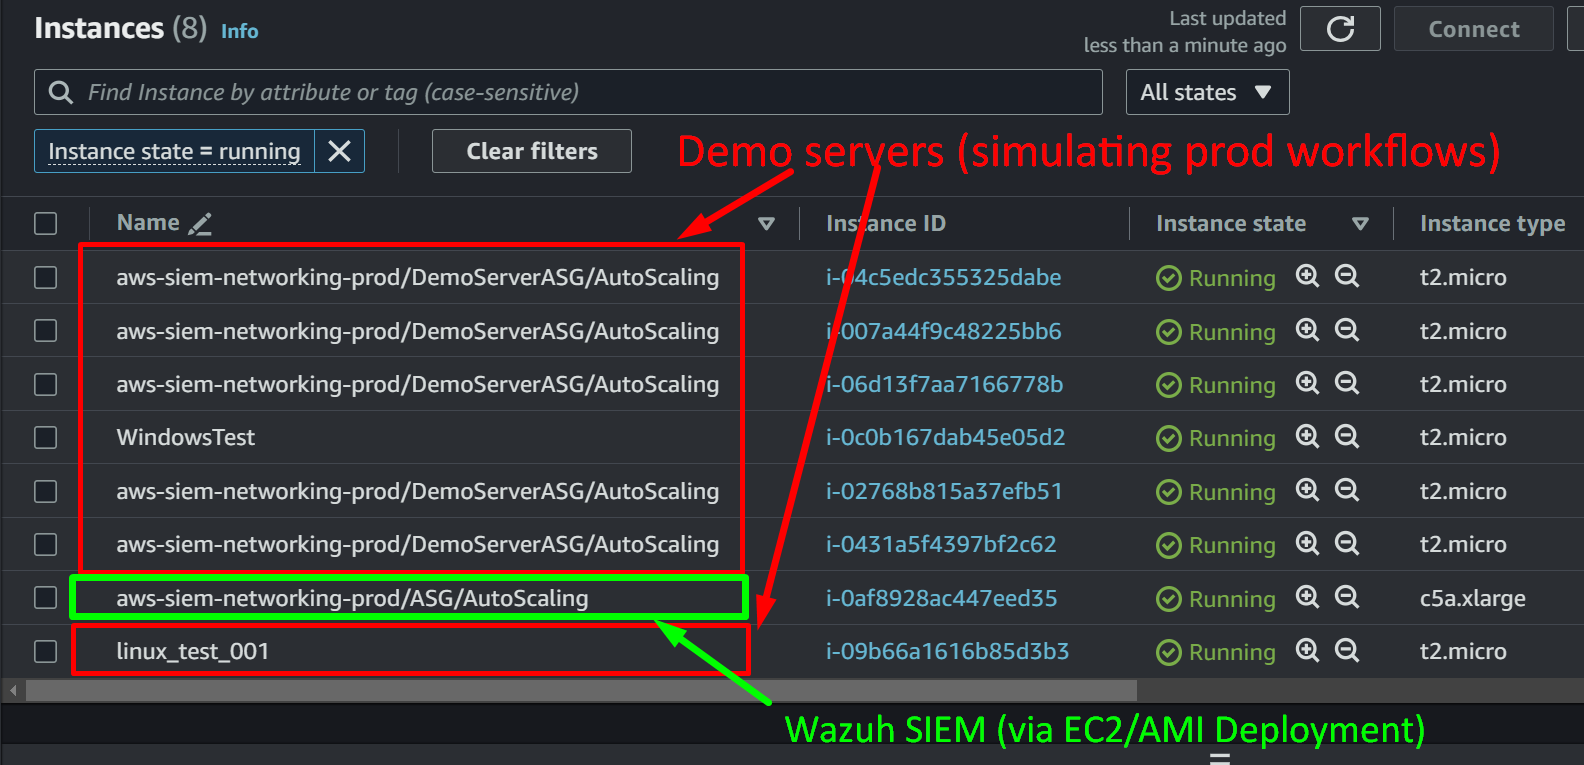 Instances (8) Info
Last updated
less than a minute ago
Connect
Find Instance by attribute or tag (case-sensitive)
All states
Instance state = running
Clear filters
Demo servers (simulating prod workflows)
Name Instance ID Instance state Instance type
aws-siem-networking-prod/DemoServerASG/AutoScaling i-04c5edc355325dabe Running t2.micro
aws-siem-networking-prod/DemoServerASG/AutoScaling i-007a44f9c48225bb6 Running t2.micro
aws-siem-networking-prod/DemoServerASG/AutoScaling i-06d13f7aa7166778b Running t2.micro
WindowsTest i-0c0b167dab45e05d2 Running t2.micro
aws-siem-networking-prod/DemoServerASG/AutoScaling i-02768b815a37efb51 Running t2.micro
aws-siem-networking-prod/DemoServerASG/AutoScaling i-0431a5f4397bf2c62 Running t2.micro
aws-siem-networking-prod/ASG/AutoScaling i-0af8928ac447eed35 Running c5a.xlarge
linux_test_001 i-09b66a1616b85d3b3 Running t2.micro
Wazuh SIEM (via EC2/AMI Deployment)